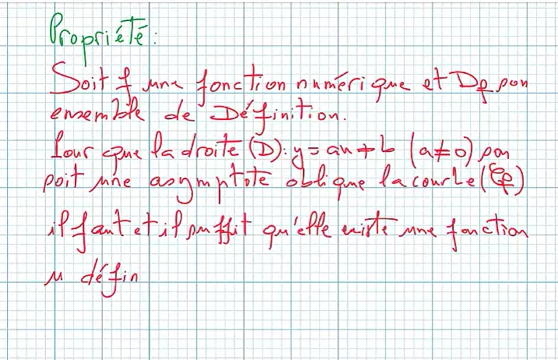 Propriété:
Soit f une fonction numérique et Df son
ensemble de Définition.
Pour que la droite (D): y = ax + b (a≠0) son
soit une asymptote oblique la courbe (Cf)
il faut et il suffit qu'elle existe une fonction
u défin